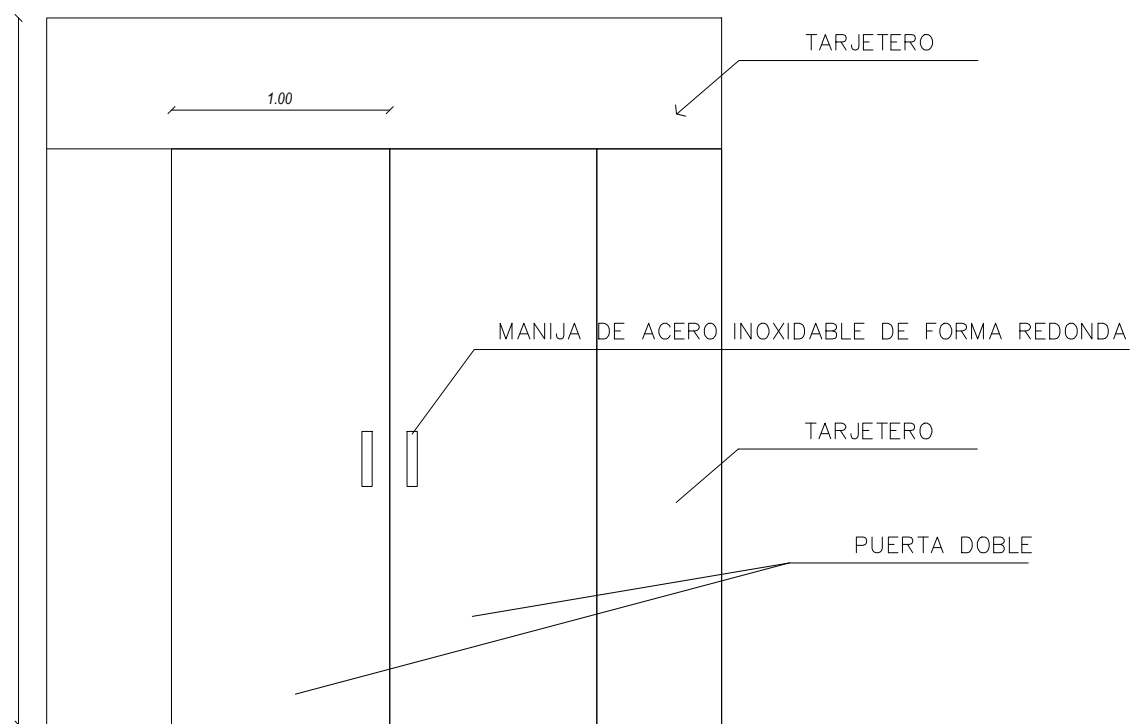 TARJETERO
1.00
MANIJA DE ACERO INOXIDABLE DE FORMA REDONDA
TARJETERO
PUERTA DOBLE